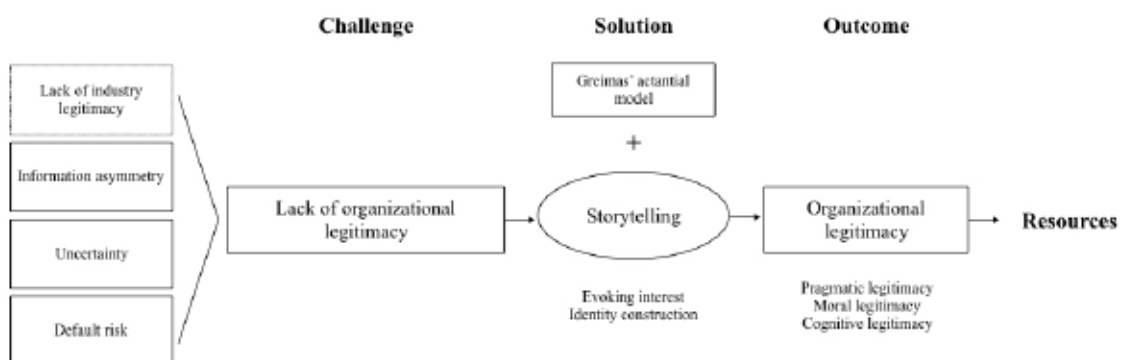 Challenge
Solution
Outcome
Lack of industry
legitimacy
Information asymmetry
Uncertainty
Default risk
Lack of organizational
legitimacy
Greimas' actantial
model
+
Storytelling
Evoking interest
Identity construction
Organizational
legitimacy
Pragmatic legitimacy
Moral legitimacy
Cognitive legitimacy
Resources